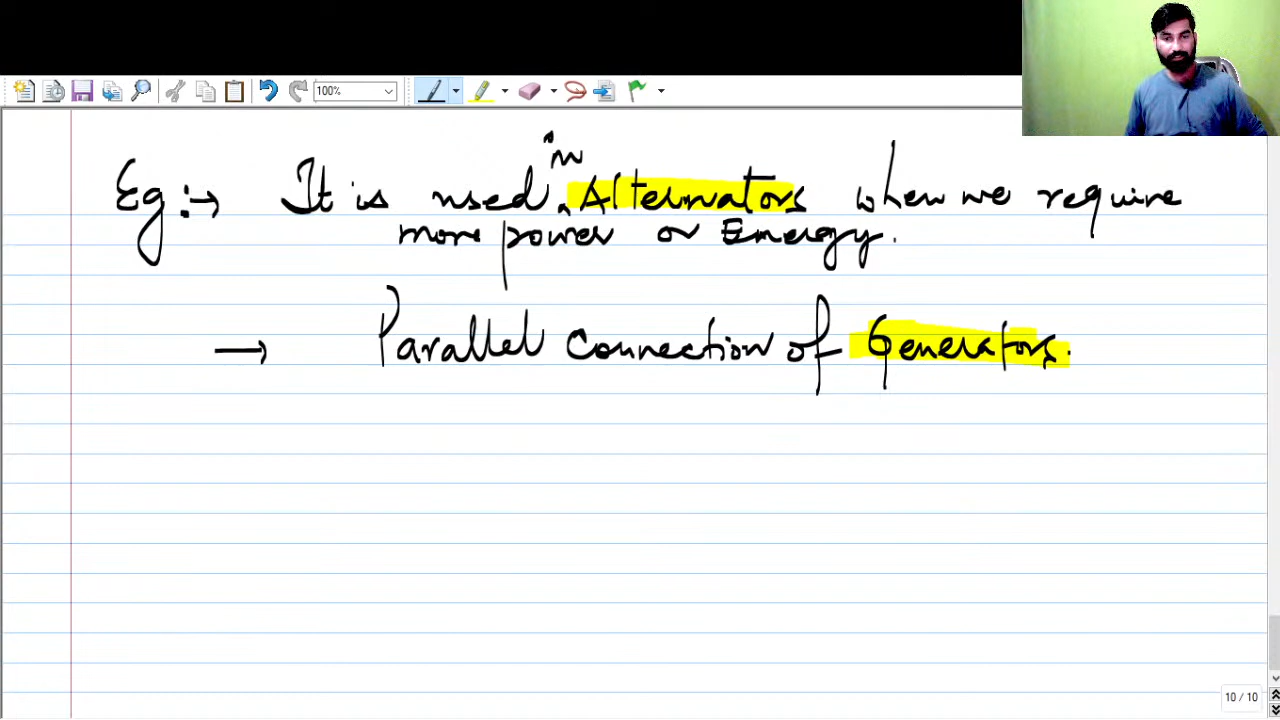 100%
in
Eg:→ It is used Alternators when we require
more power or Energy.
→ Parallel Connection of Generators.
10 / 10